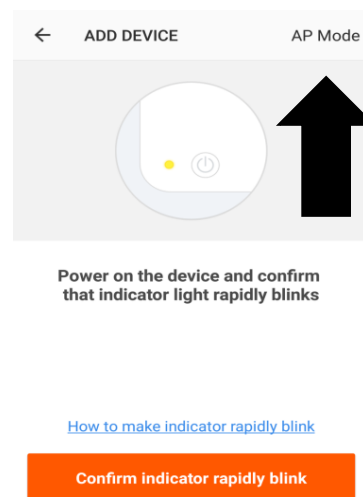 ADD DEVICE AP Mode
Power on the device and confirm
that indicator light rapidly blinks
How to make indicator rapidly blink
Confirm indicator rapidly blink